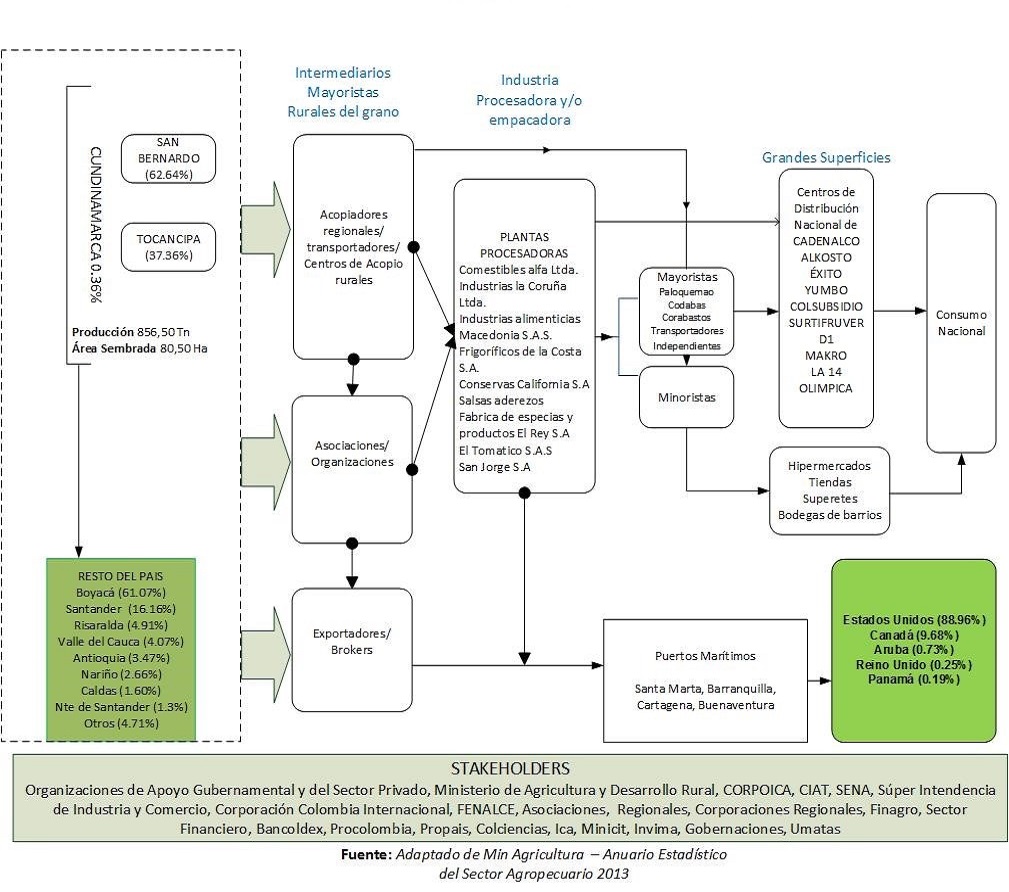 CUNDINAMARCA 0.36%
SAN
BERNARDO
(62.64%)
TOCANCIPA
(37.36%)
Producción 856,50 Tn
Área Sembrada 80,50 Ha
RESTO DEL PAIS
Boyacá (61.07%)
Santander (16.16%)
Risaralda (4.91%)
Valle del Cauca (4.07%)
Antioquia (3.47%)
Nariño (2.66%)
Caldas (1.60%)
Nte de Santander (1.3%)
Otros (4.71%)
Intermediarios
Mayoristas
Rurales del grano
Acopiadores
regionales/
transportadores/
Centros de Acopio
rurales
Asociaciones/
Organizaciones
Exportadores/
Brokers
Industria
Procesadora y/o
empacadora
PLANTAS
PROCESADORAS
Comestibles alfa Ltda.
Industrias la Coruña
Ltda.
Industrias alimenticias
Macedonia S.A.S.
Frigoríficos de la Costa
S.A.
Conservas California S.A
Salsas aderezos
Fabrica de especias y
productos El Rey S.A
El Tomatico S.A.S
San Jorge S.A
Mayoristas
Paloquemao
Codabas
Corabastos
Transportadores
Independientes
Minoristas
Grandes Superficies
Centros de
Distribución
Nacional de
CADENALCO
ALKOSTO
ÉXITO
YUMBO
COLSUBSIDIO
SURTIFRUVER
D1
MAKRO
LA 14
OLIMPICA
Hipermercados
Tiendas
Superetes
Bodegas de barrios
Consumo
Nacional
Puertos Marítimos
Santa Marta, Barranquilla,
Cartagena, Buenaventura
Estados Unidos (88.96%)
Canadá (9.68%)
Aruba (0.73%)
Reino Unido (0.25%)
Panamá (0.19%)
STAKEHOLDERS
Organizaciones de Apoyo Gubernamental y del Sector Privado, Ministerio de Agricultura y Desarrollo Rural, CORPOICA, CIAT, SENA, Súper Intendencia
de Industria y Comercio, Corporación Colombia Internacional, FENALCE, Asociaciones, Regionales, Corporaciones Regionales, Finagro, Sector
Financiero, Bancoldex, Procolombia, Propais, Colciencias, Ica, Minicit, Invima, Gobernaciones, Umatas
Fuente: Adaptado de Min Agricultura – Anuario Estadístico
del Sector Agropecuario 2013